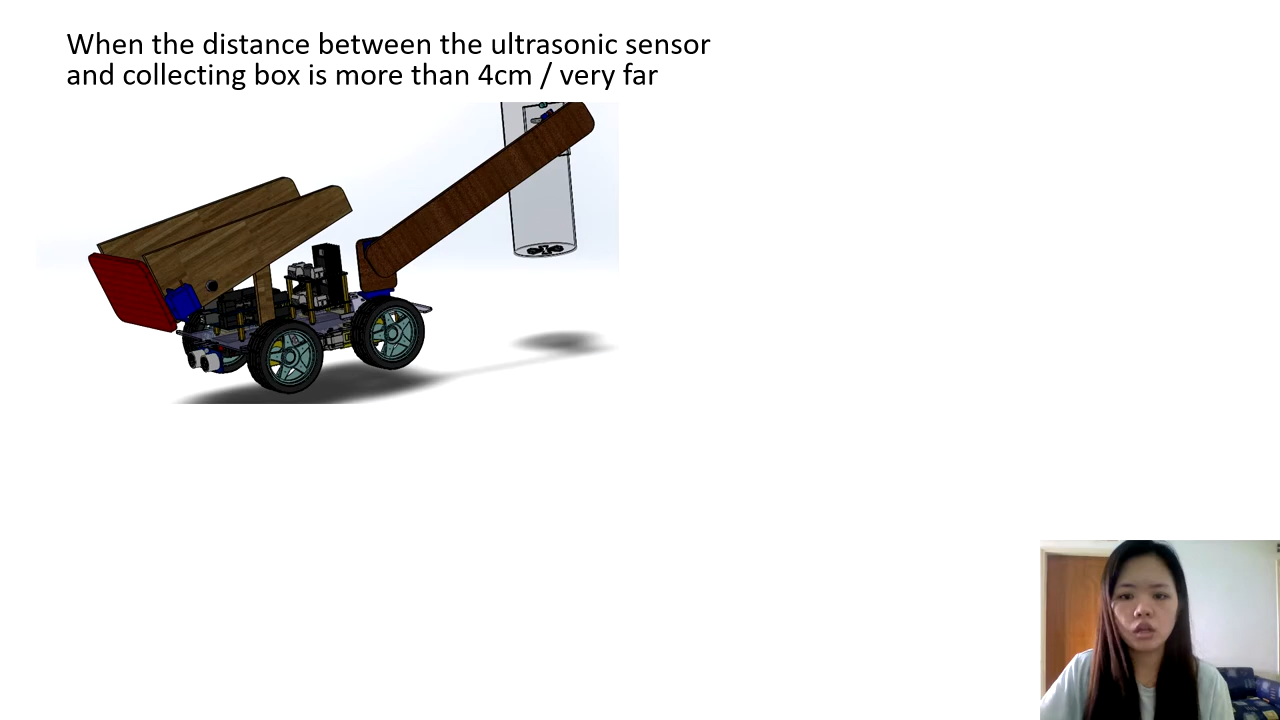 When the distance between the ultrasonic sensor
and collecting box is more than 4cm / very far